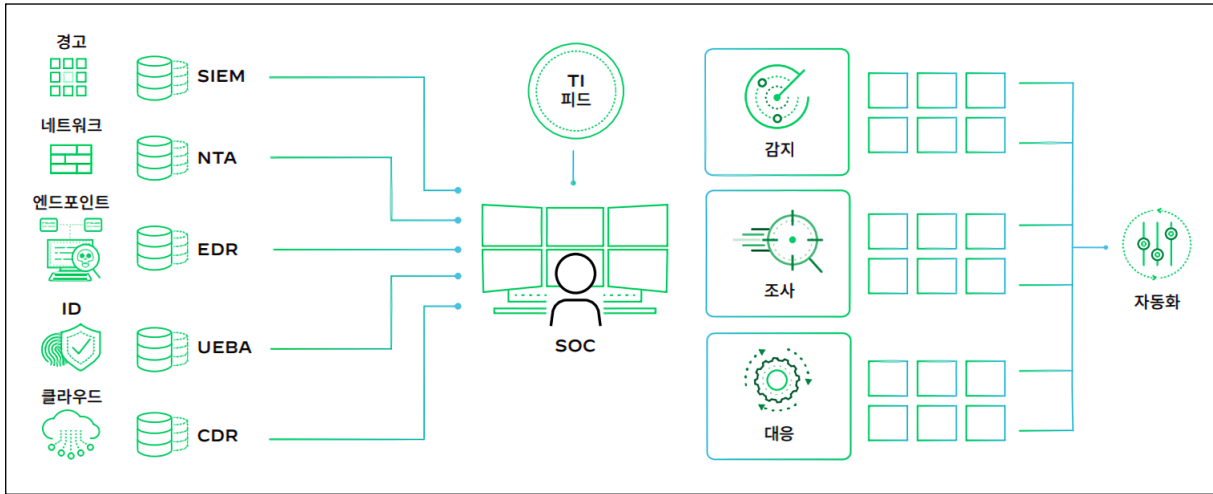 경고
SIEM
네트워크
NTA
엔드포인트
EDR
ID
UEBA
클라우드
CDR
TI
피드
SOC
감지
조사
대응
자동화